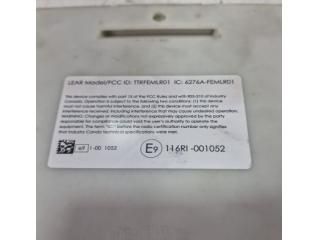 LEAR Model/FCC ID: TTRFEMLR01 IC: 6276A-FEMLR01
This device complies with part 15 of the FCC Rules and with RSS-210 of Industry
Canada. Operation is subject to the following two conditions: (1) this device
may not cause harmful interference, and (2) this device must accept any
interference received, including interference that may cause undesired operation.
Warning: Changes or modifications not expressly approved by the party responsible
for compliance could void the user's authority to operate the equipment.
The term "IC:" before the radio certification number only signifies
that Industry Canada technical specifications were met.
e9 1-00 1052
E9 116RI-001052